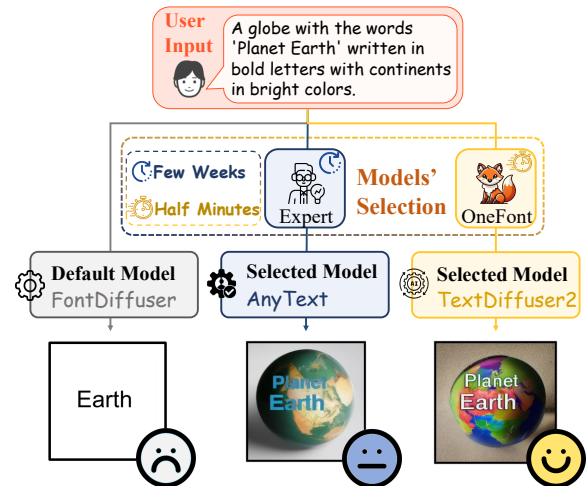 User
Input
A globe with the words
'Planet Earth' written in
bold letters with continents
in bright colors.
Few Weeks
Half Minutes
Expert
Models'
Selection
OneFont
Default Model
FontDiffuser
Selected Model
AnyText
AI
Selected Model
TextDiffuser2
Earth
Planet
Earth
Planet
Earth